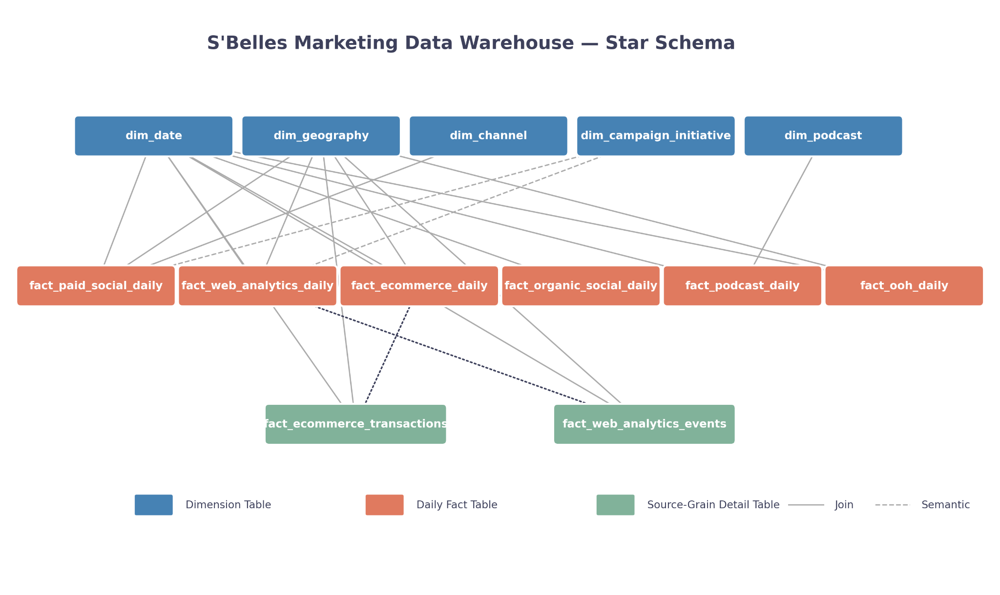 S'Belles Marketing Data Warehouse — Star Schema
dim_date
dim_geography
dim_channel
dim_campaign_initiative
dim_podcast
fact_paid_social_daily
fact_web_analytics_daily
fact_ecommerce_daily
fact_organic_social_daily
fact_podcast_daily
fact_ooh_daily
fact_ecommerce_transactions
fact_web_analytics_events
Dimension Table
Daily Fact Table
Source-Grain Detail Table
Join
Semantic